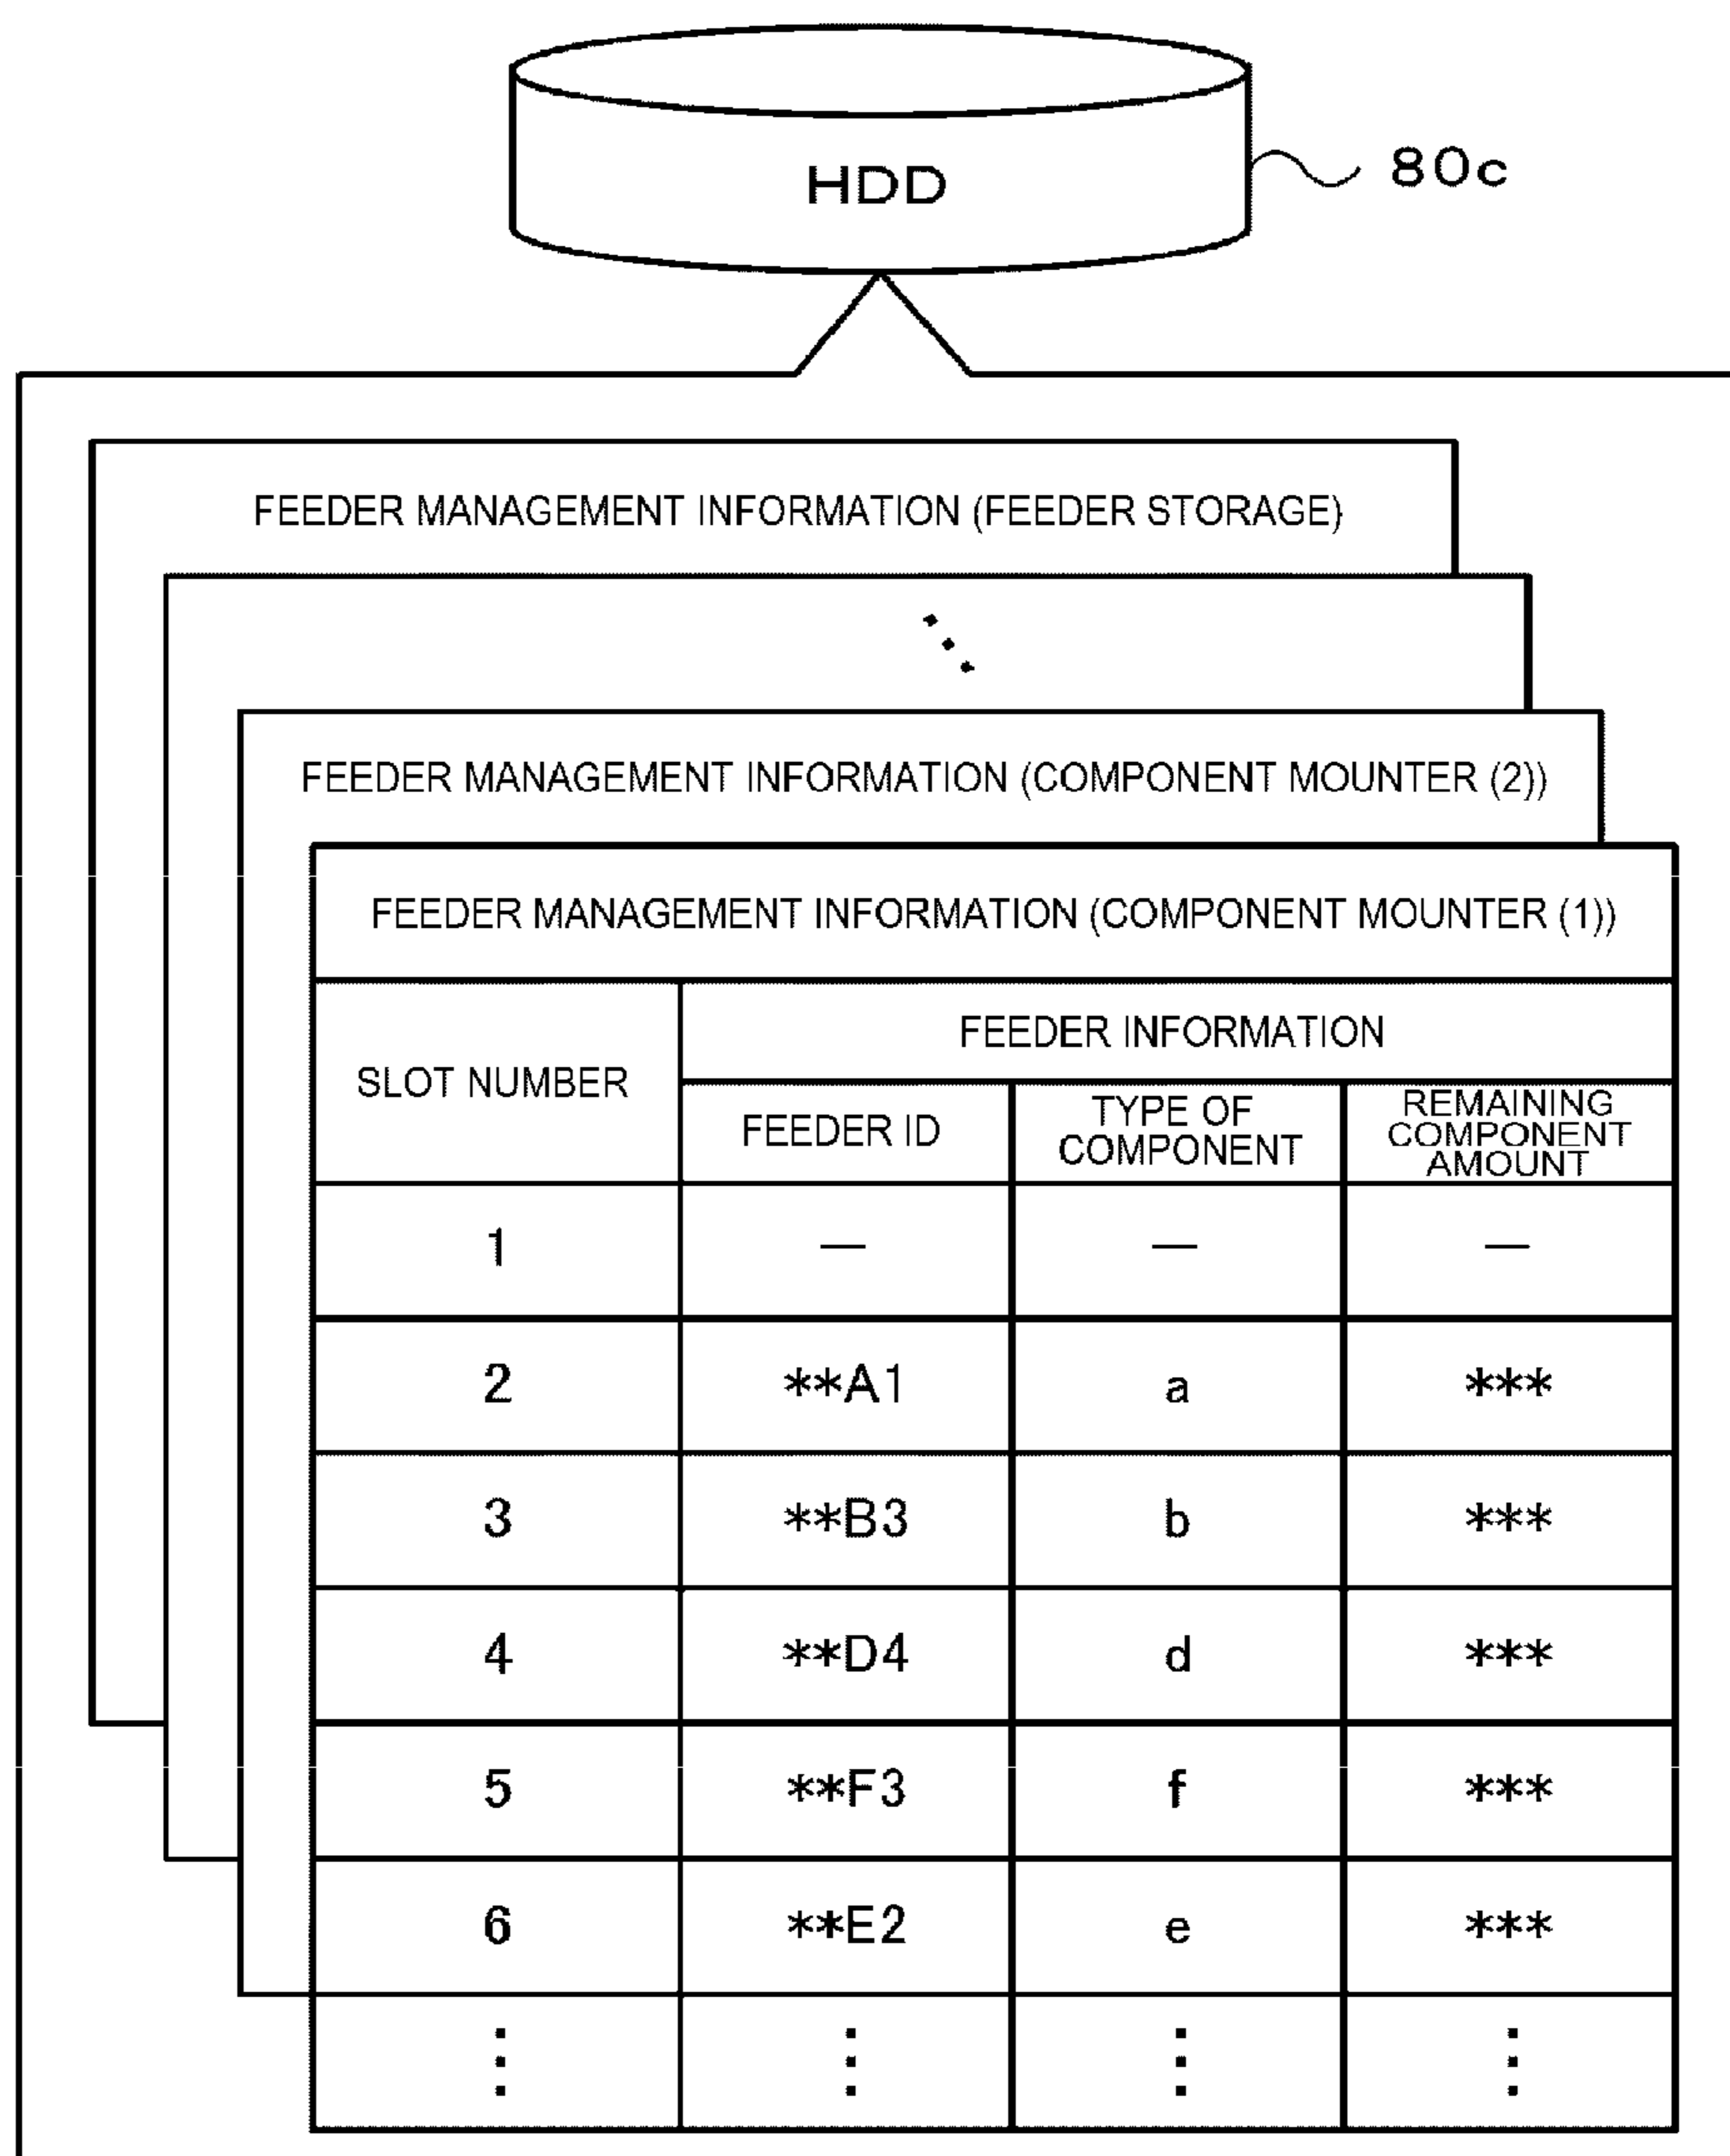 HDD
80c
FEEDER MANAGEMENT INFORMATION (FEEDER STORAGE)
FEEDER MANAGEMENT INFORMATION (COMPONENT MOUNTER (2))
FEEDER MANAGEMENT INFORMATION (COMPONENT MOUNTER (1))
SLOT NUMBER
FEEDER INFORMATION
FEEDER ID
TYPE OF
COMPONENT
REMAINING
COMPONENT
AMOUNT
1 — — —
2 **A1 a ***
3 **B3 b ***
4 **D4 d ***
5 **F3 f ***
6 **E2 e ***